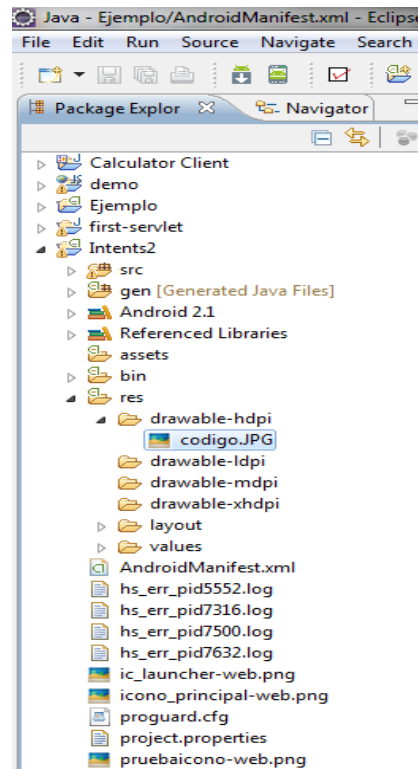 Java - Ejemplo/AndroidManifest.xml - Eclipse
File Edit Run Source Navigate Search
Package Explor Navigator
Calculator Client
demo
Ejemplo
first-servlet
Intents2
src
gen [Generated Java Files]
Android 2.1
Referenced Libraries
assets
bin
res
drawable-hdpi
codigo.JPG
drawable-ldpi
drawable-mdpi
drawable-xhdpi
layout
values
AndroidManifest.xml
hs_err_pid5552.log
hs_err_pid7316.log
hs_err_pid7500.log
hs_err_pid7632.log
ic_launcher-web.png
icono_principal-web.png
proguard.cfg
project.properties
pruebaicono-web.png